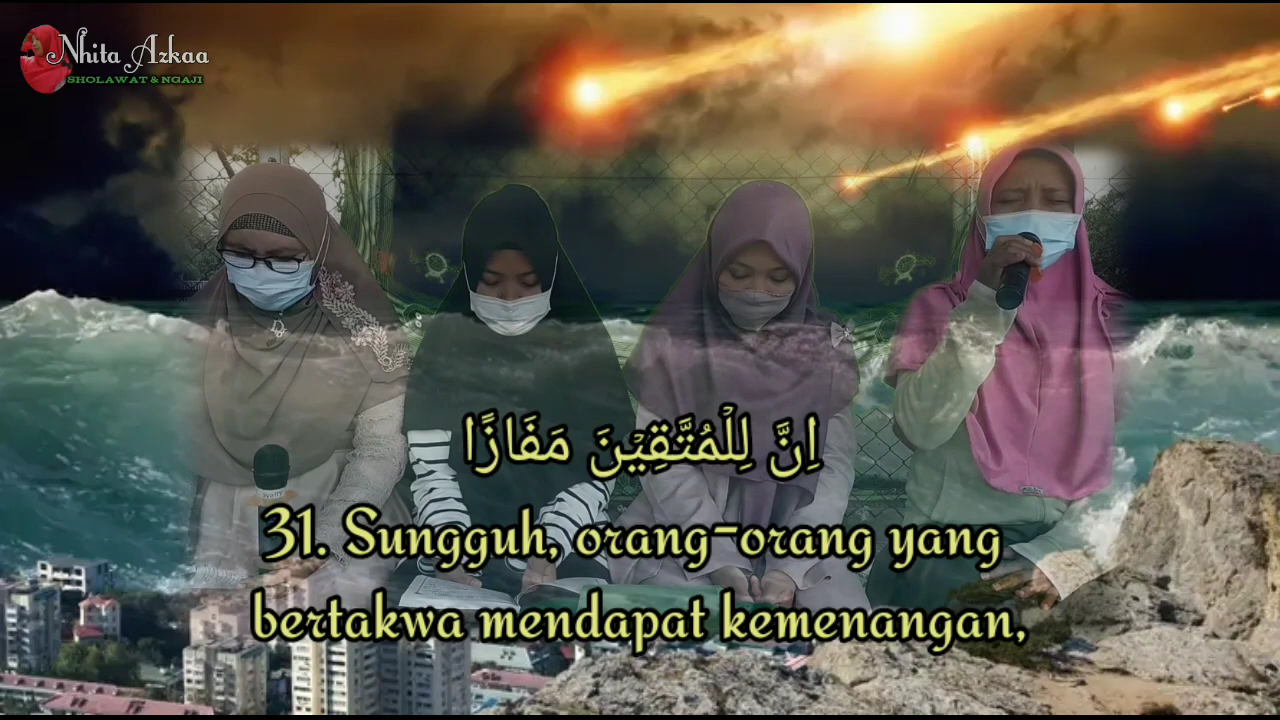 Nhita Azkaa
SHOLAWAT & NGAJI
اِنَّ لِلْمُتَّقِيْنَ مَفَازًا
31. Sungguh, orang-orang yang
bertakwa mendapat kemenangan,